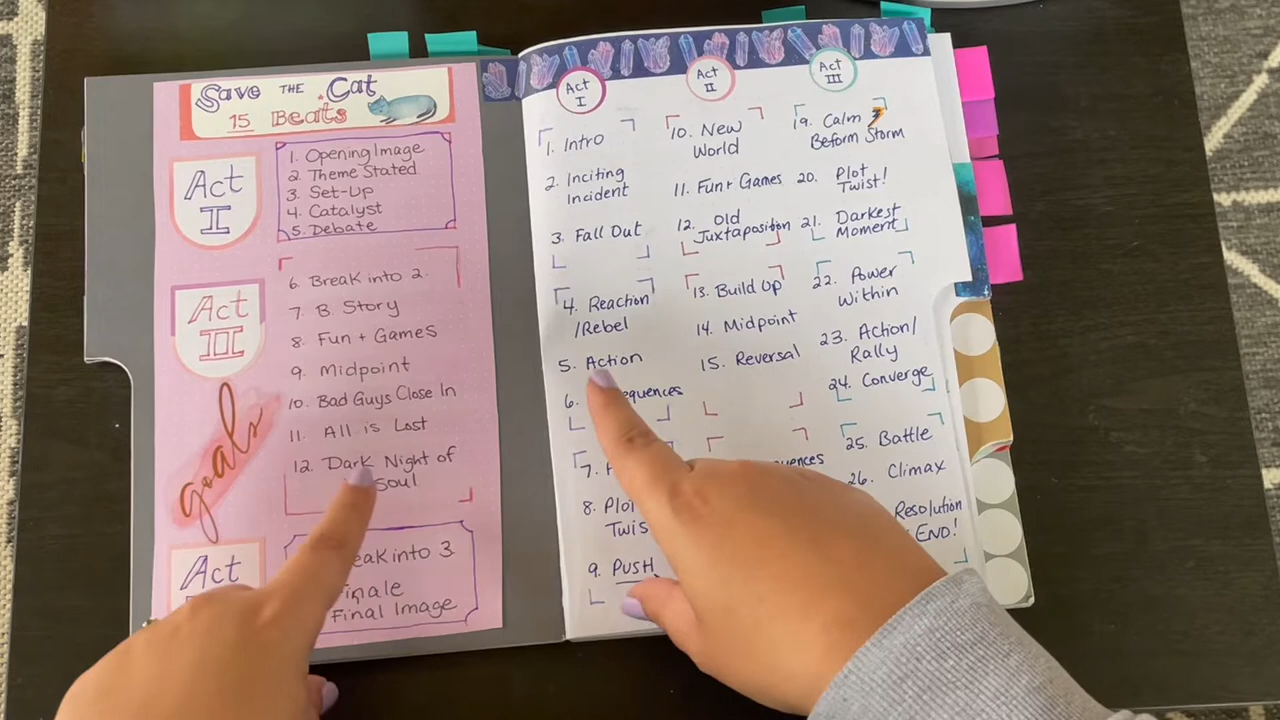 Save THE Cat
15 Beats
Act
I
1. Opening Image
2. Theme Stated
3. Set-Up
4. Catalyst
5. Debate
Act
II
6. Break into 2.
7. B. Story
8. Fun + Games
9. Midpoint
10. Bad Guys Close In
11. All is Lost
12. Dark Night of
Soul
goals
Act
into 3
Final Image
Act
I
1. Intro
2. Inciting
Incident
3. Fall Out
4. Reaction
/Rebel
5. Action
6.
7.
8.
9. PUSH
Act
II
10. New
World
11. Fun + Games
12. Old
Juxtaposition
13. Build Up
14. Midpoint
15. Reversal
Act
III
19. Calm
Beform Storm
20. Plot
Twist!
21. Darkest
Moment
22. Power
Within
23. Action/
Rally
24. Converge
25. Battle
26. Climax
Resolution
END!